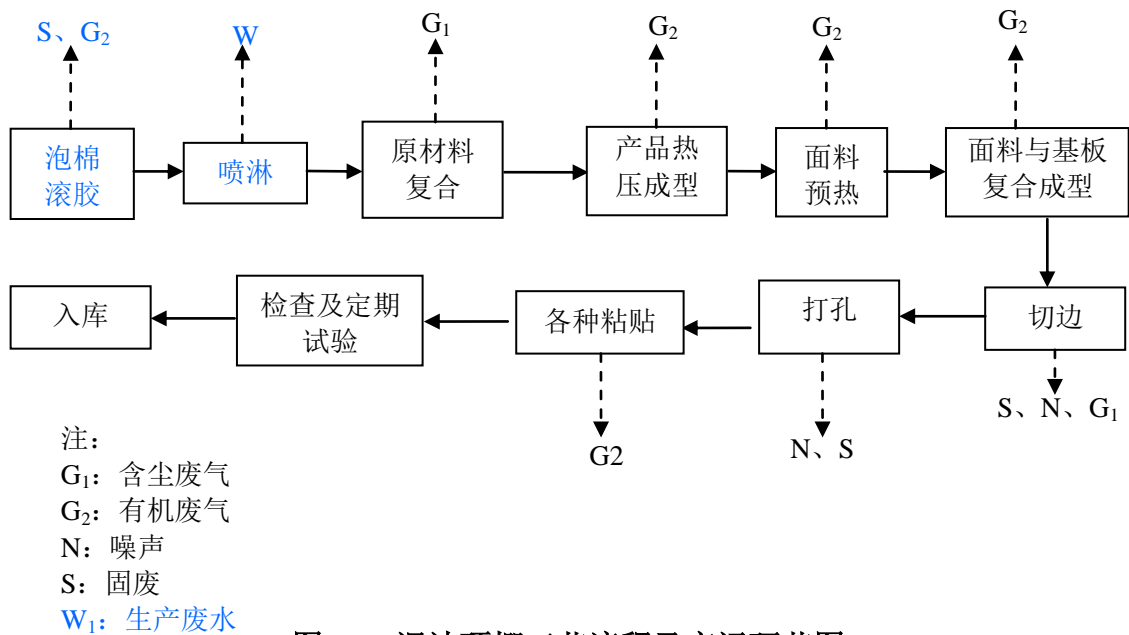 S、G₂
W
G₁
G₂
G₂
G₂
泡棉
滚胶
喷淋
原材料
复合
产品热
压成型
面料
预热
面料与基板
复合成型
入库
检查及定期
试验
各种粘贴
打孔
切边
G2
N、S
S、N、G₁
注：
G₁：含尘废气
G₂：有机废气
N：噪声
S：固废
W₁：生产废水